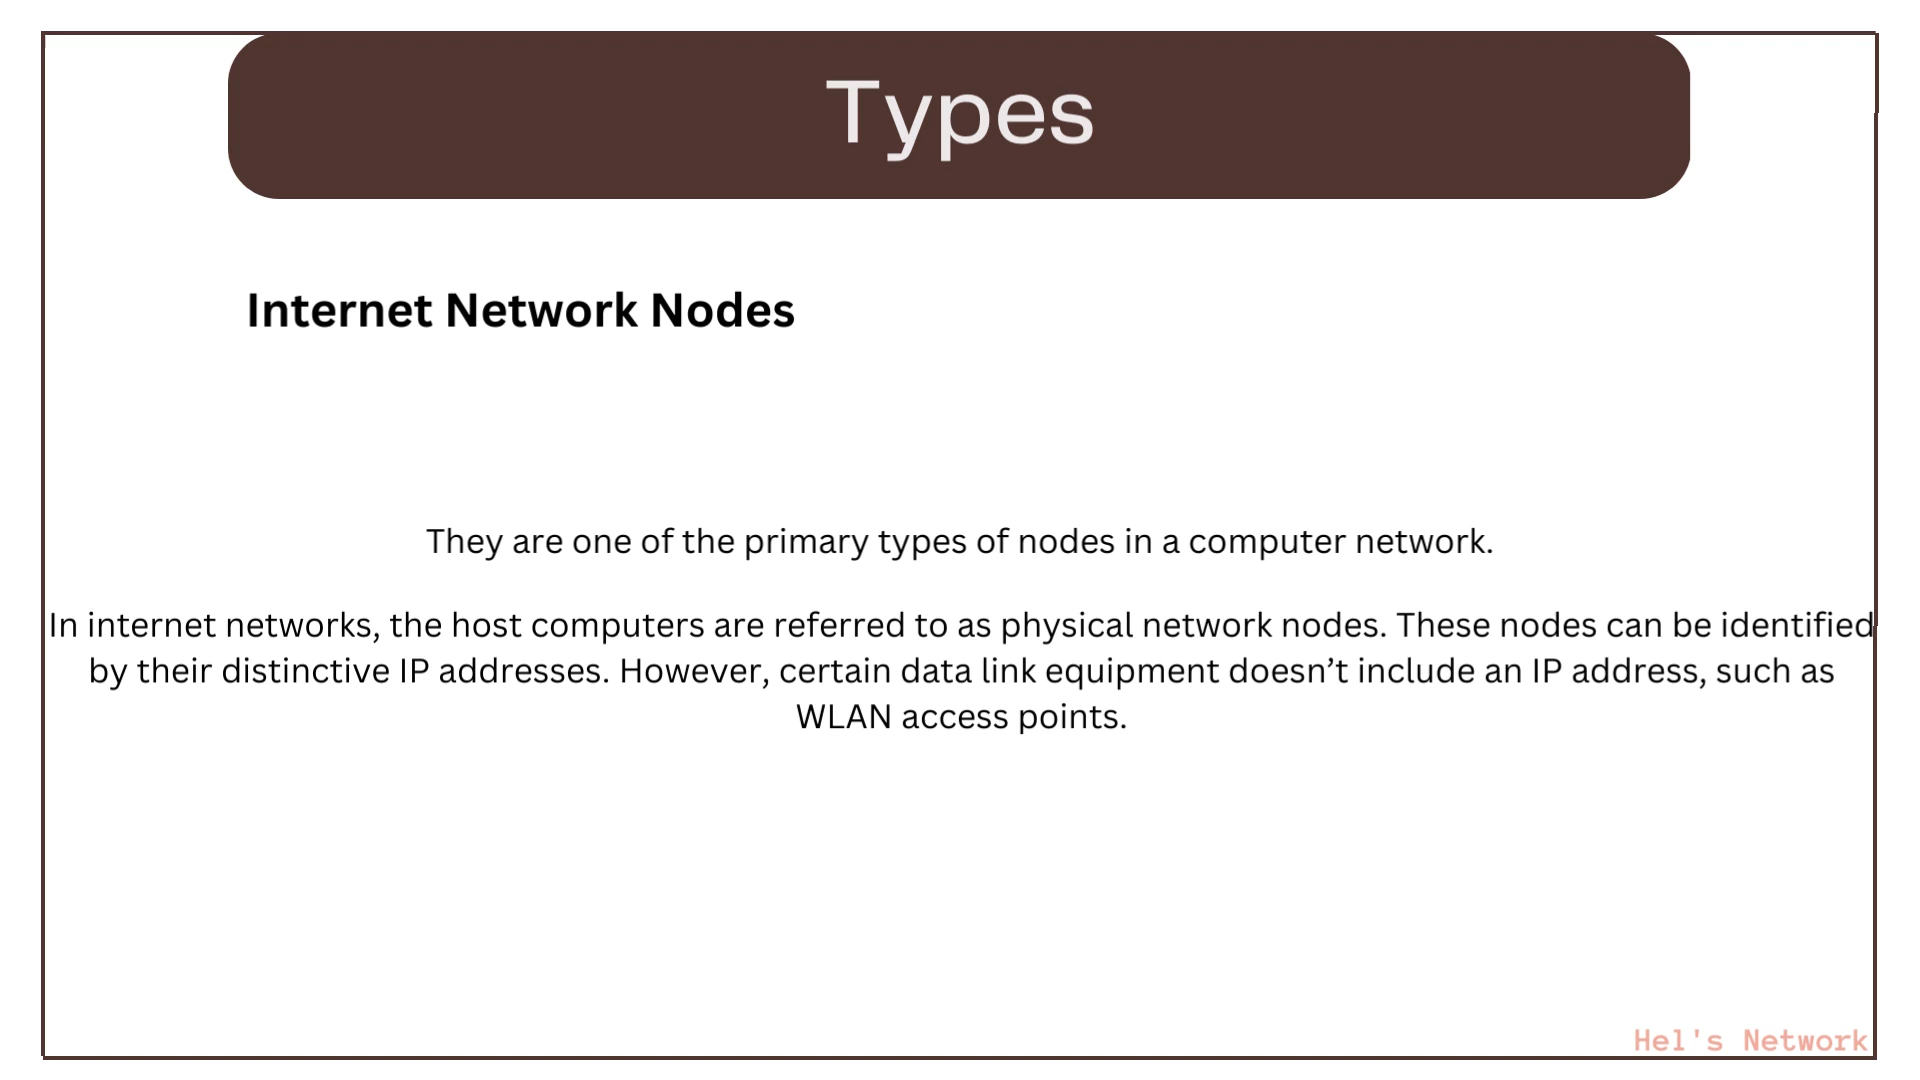 Types
Internet Network Nodes
They are one of the primary types of nodes in a computer network.
In internet networks, the host computers are referred to as physical network nodes. These nodes can be identified
by their distinctive IP addresses. However, certain data link equipment doesn’t include an IP address, such as
WLAN access points.
Hel's Network